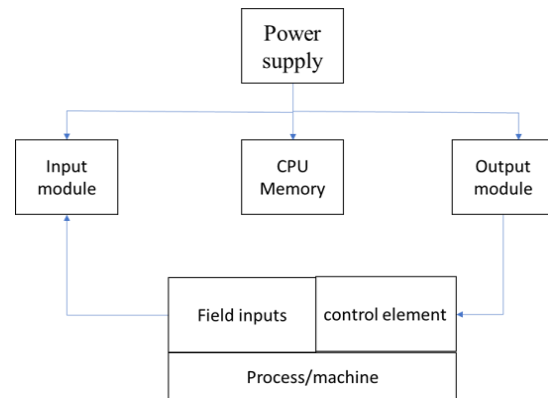 Power
supply
Input
module
CPU
Memory
Output
module
Field inputs
control element
Process/machine